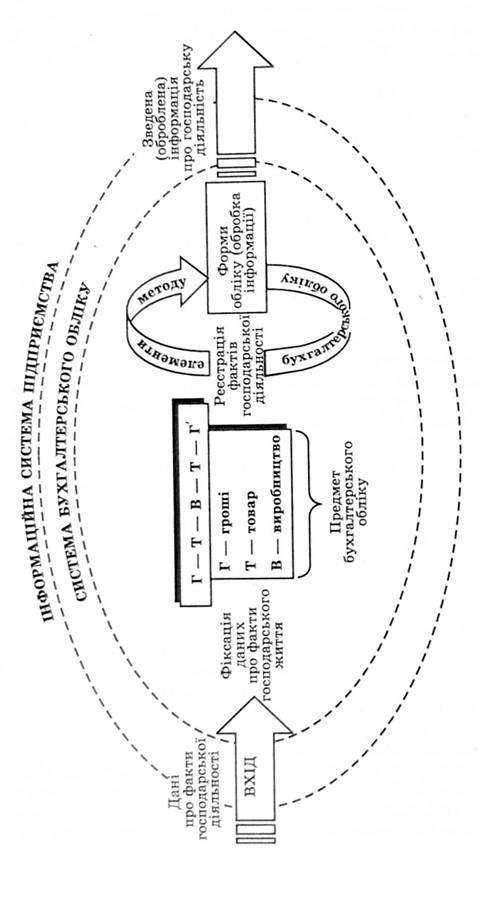 ІНФОРМАЦІЙНА СИСТЕМА ПІДПРИЄМСТВА
СИСТЕМА БУХГАЛТЕРСЬКОГО ОБЛІКУ
Дані
про факти
господарської
діяльності
ВХІД
Фіксація
даних
про факти
господарського
життя
Г — Т — В — Т — Г'
Г — гроші
Т — товар
В — виробництво
Предмет
бухгалтерського
обліку
елементи
методу
Реєстрація
фактів
господарської
діяльності
бухгалтерського обліку
Форми
обліку (обробка
інформації)
Зведена
(оброблена)
інформація
про господарську
діяльність